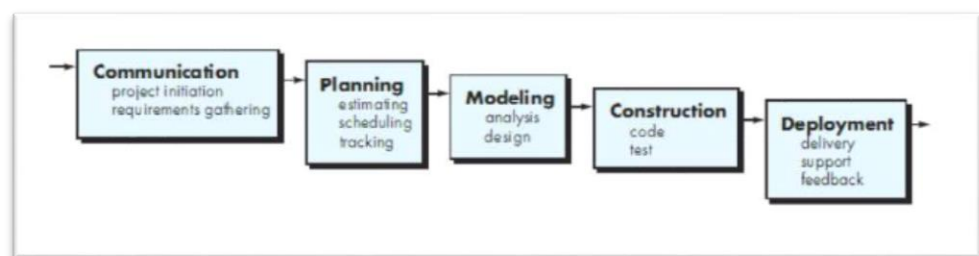 Communication
project initiation
requirements gathering
Planning
estimating
scheduling
tracking
Modeling
analysis
design
Construction
code
test
Deployment
delivery
support
feedback